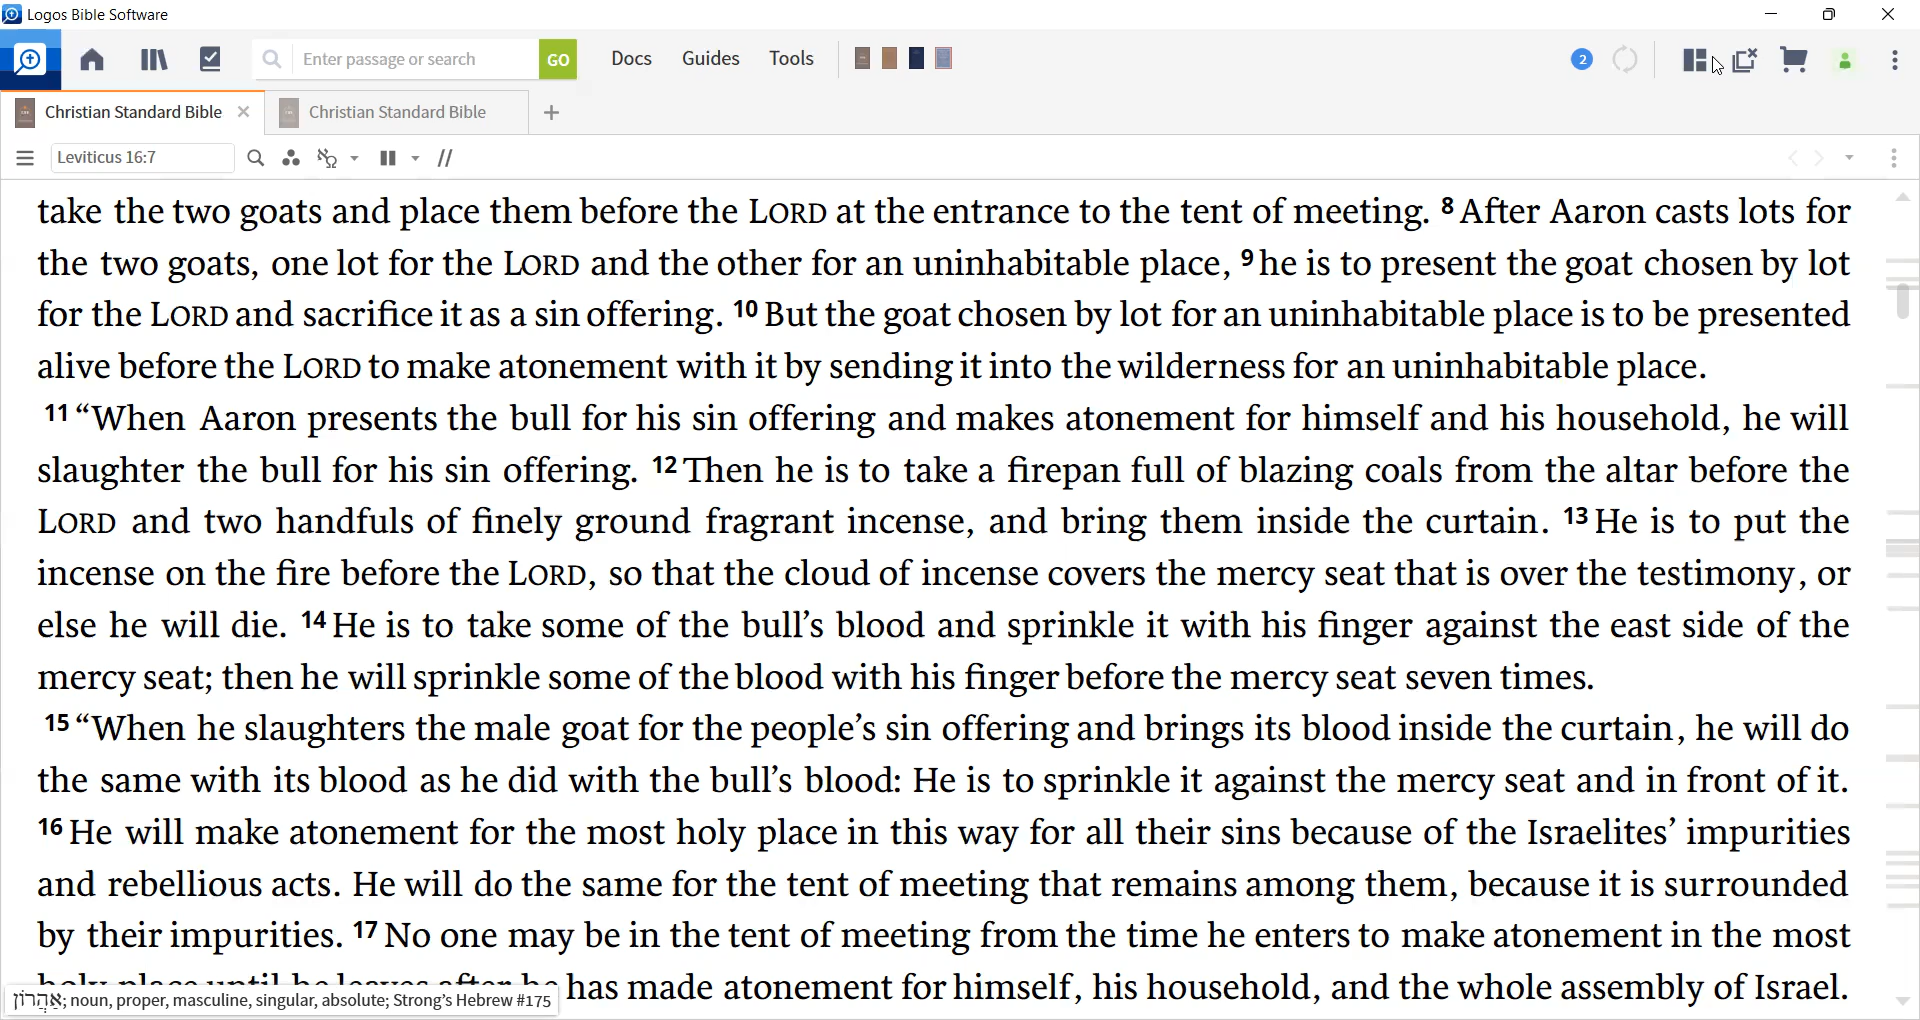 Logos Bible Software
Enter passage or search GO Docs Guides Tools 2
Christian Standard Bible Christian Standard Bible
Leviticus 16:7
take the two goats and place them before the LORD at the entrance to the tent of meeting. 8 After Aaron casts lots for
the two goats, one lot for the LORD and the other for an uninhabitable place, 9 he is to present the goat chosen by lot
for the LORD and sacrifice it as a sin offering. 10 But the goat chosen by lot for an uninhabitable place is to be presented
alive before the LORD to make atonement with it by sending it into the wilderness for an uninhabitable place.
11 “When Aaron presents the bull for his sin offering and makes atonement for himself and his household, he will
slaughter the bull for his sin offering. 12 Then he is to take a firepan full of blazing coals from the altar before the
LORD and two handfuls of finely ground fragrant incense, and bring them inside the curtain. 13 He is to put the
incense on the fire before the LORD, so that the cloud of incense covers the mercy seat that is over the testimony, or
else he will die. 14 He is to take some of the bull’s blood and sprinkle it with his finger against the east side of the
mercy seat; then he will sprinkle some of the blood with his finger before the mercy seat seven times.
15 “When he slaughters the male goat for the people’s sin offering and brings its blood inside the curtain, he will do
the same with its blood as he did with the bull’s blood: He is to sprinkle it against the mercy seat and in front of it.
16 He will make atonement for the most holy place in this way for all their sins because of the Israelites’ impurities
and rebellious acts. He will do the same for the tent of meeting that remains among them, because it is surrounded
by their impurities. 17 No one may be in the tent of meeting from the time he enters to make atonement in the most
holy place until he leaves after he has made atonement for himself, his household, and the whole assembly of Israel.
אַהֲרוֹן; noun, proper, masculine, singular, absolute; Strong’s Hebrew #175